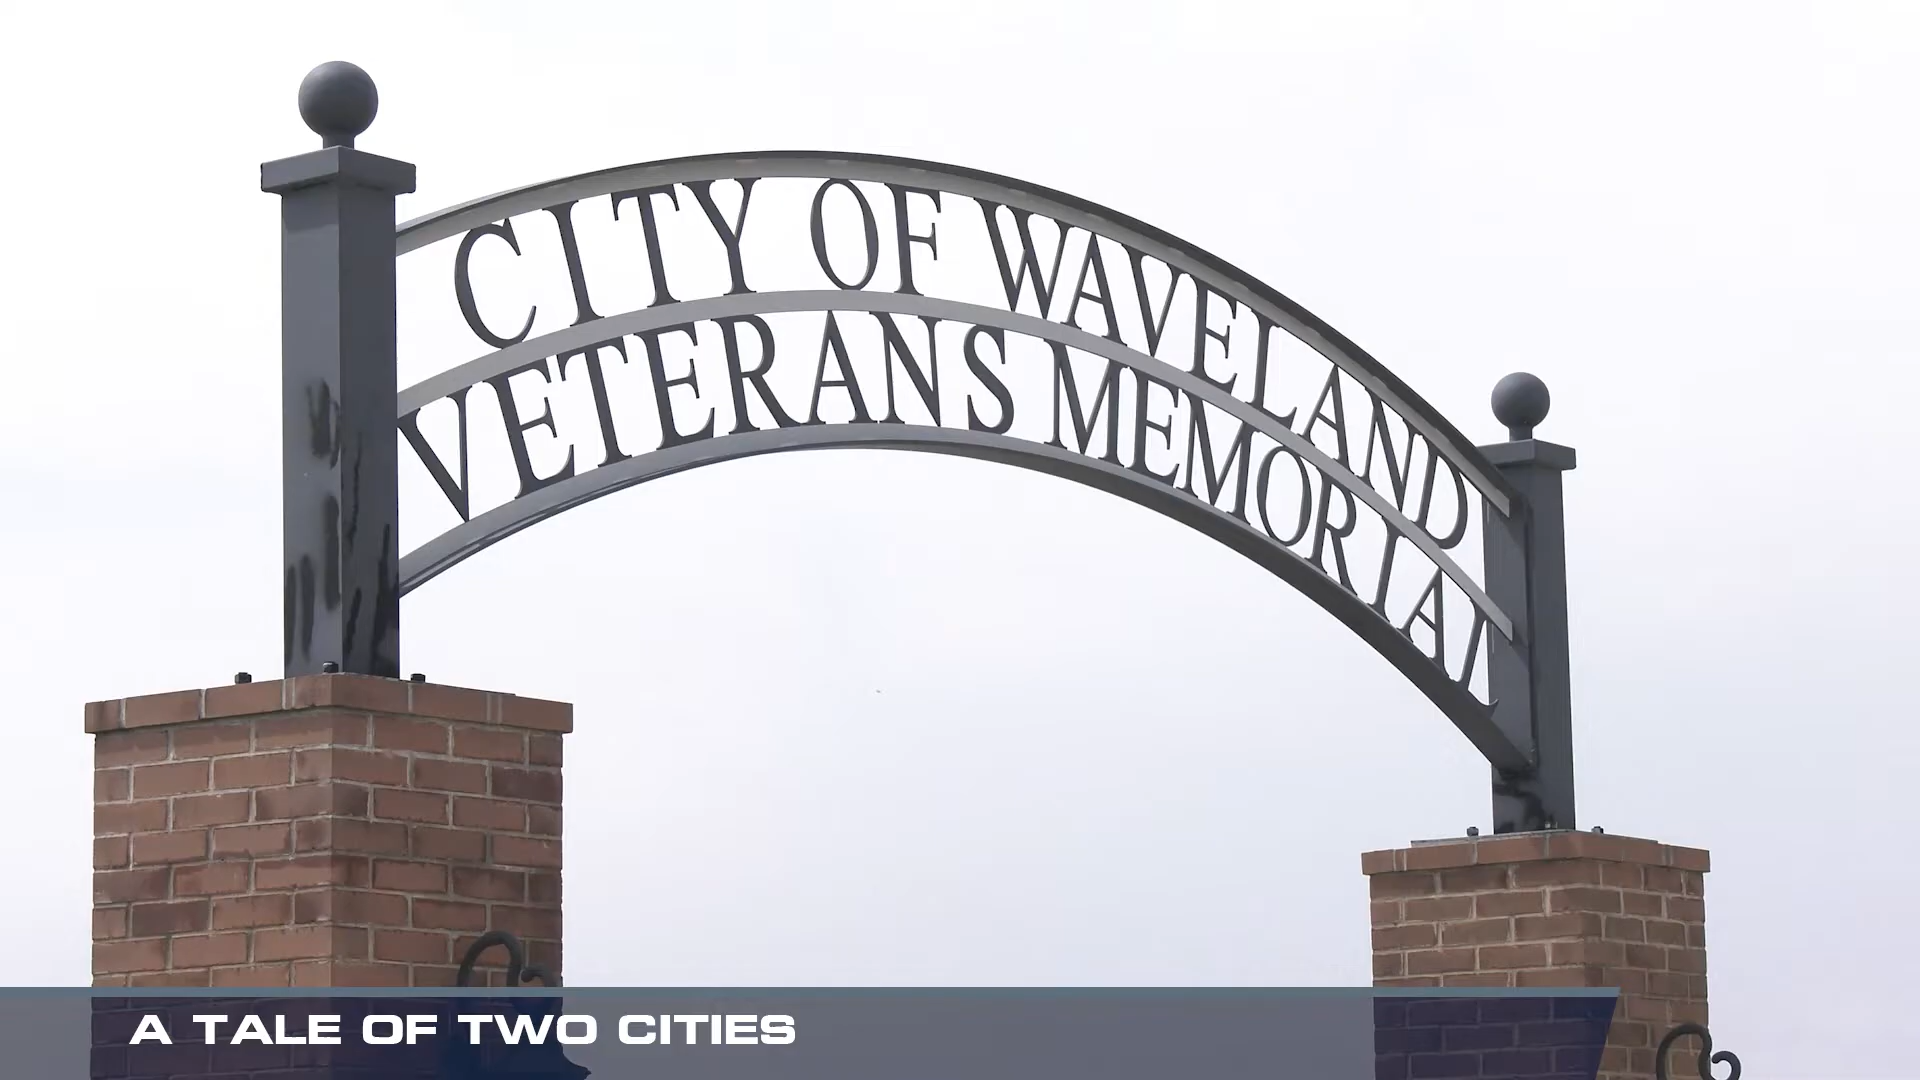 CITY OF WAVELAND
VETERANS MEMORIAL
A TALE OF TWO CITIES